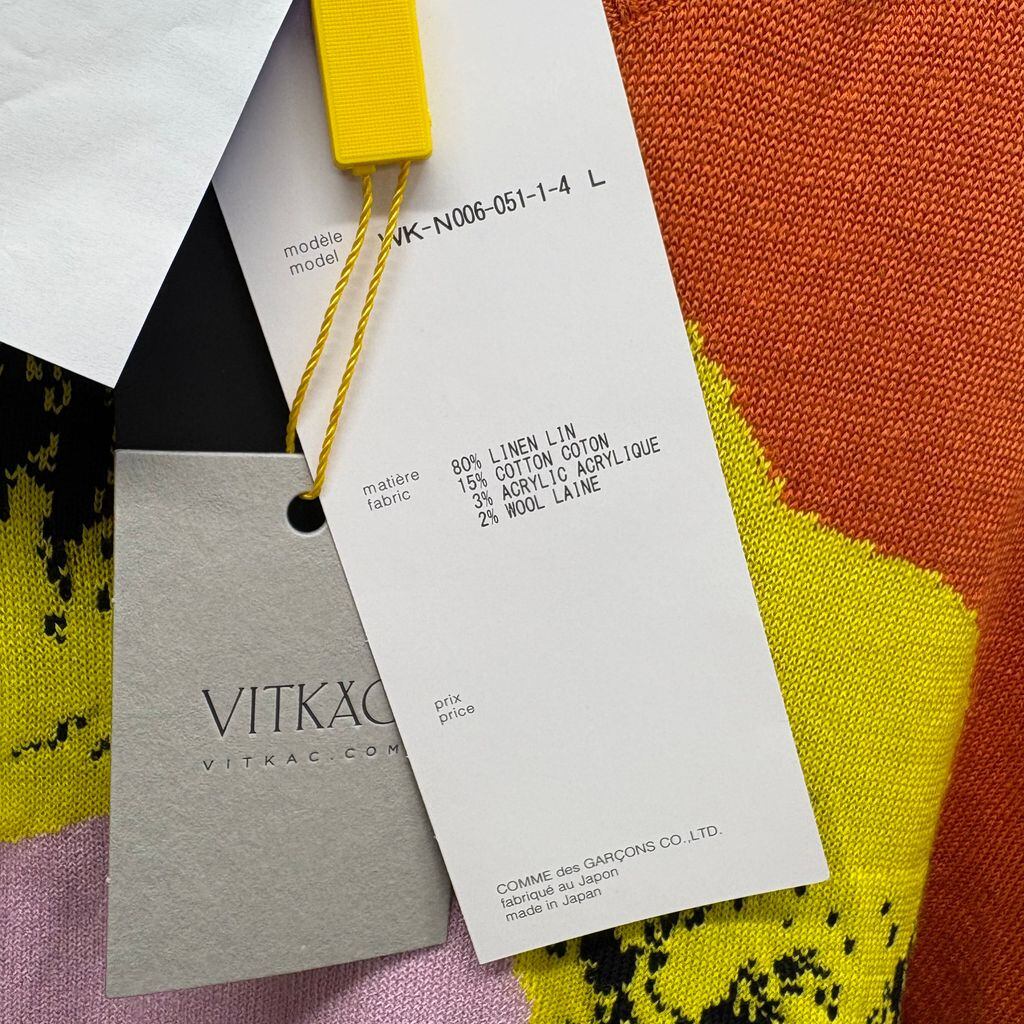 modèle
model
WK-N006-051-1-4 L
matière
fabric
80% LINEN LIN
15% COTTON COTON
3% ACRYLIC ACRYLIQUE
2% WOOL LAINE
VITKAC
VITKAC.COM
prix
price
COMME des GARÇONS CO.,LTD.
fabriqué au Japon
made in Japan